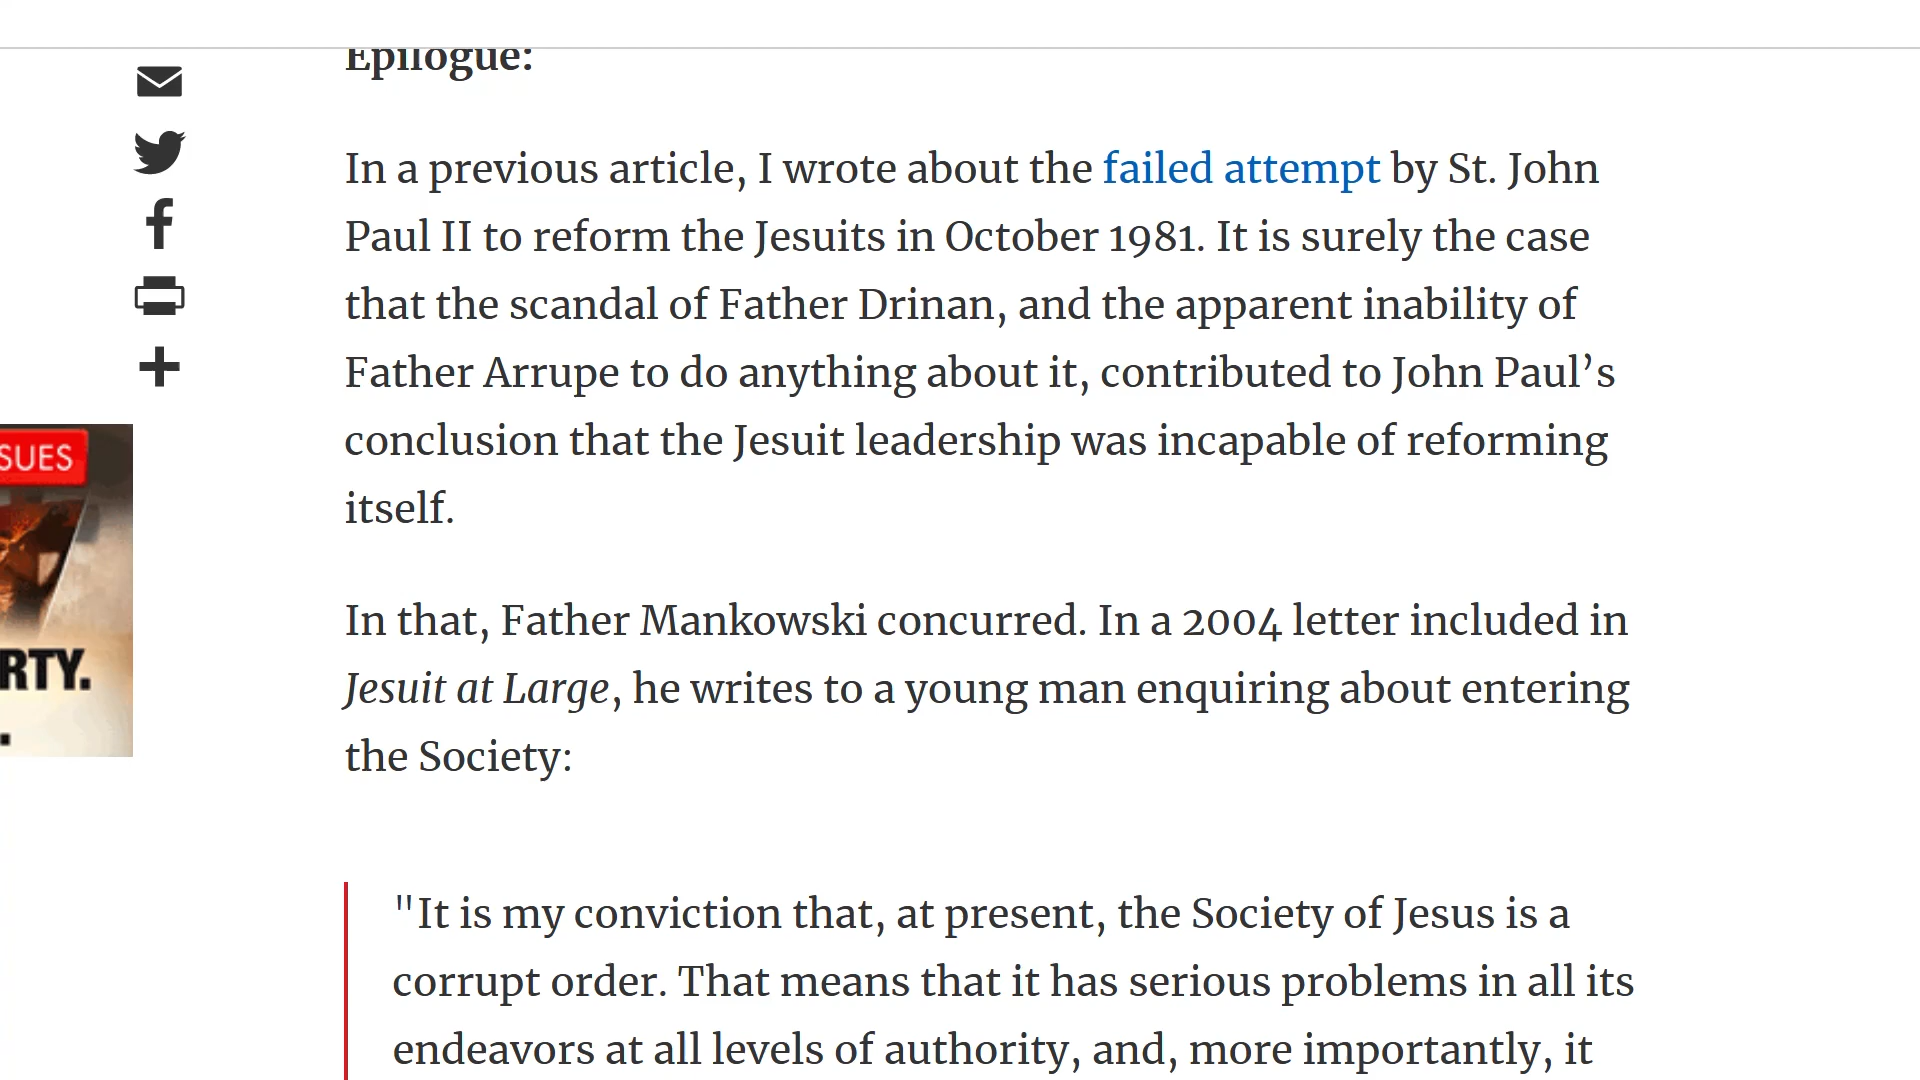 Epilogue:
In a previous article, I wrote about the failed attempt by St. John
Paul II to reform the Jesuits in October 1981. It is surely the case
that the scandal of Father Drinan, and the apparent inability of
Father Arrupe to do anything about it, contributed to John Paul’s
conclusion that the Jesuit leadership was incapable of reforming
itself.
In that, Father Mankowski concurred. In a 2004 letter included in
Jesuit at Large, he writes to a young man enquiring about entering
the Society:
"It is my conviction that, at present, the Society of Jesus is a
corrupt order. That means that it has serious problems in all its
endeavors at all levels of authority, and, more importantly, it
SUES
RTY.